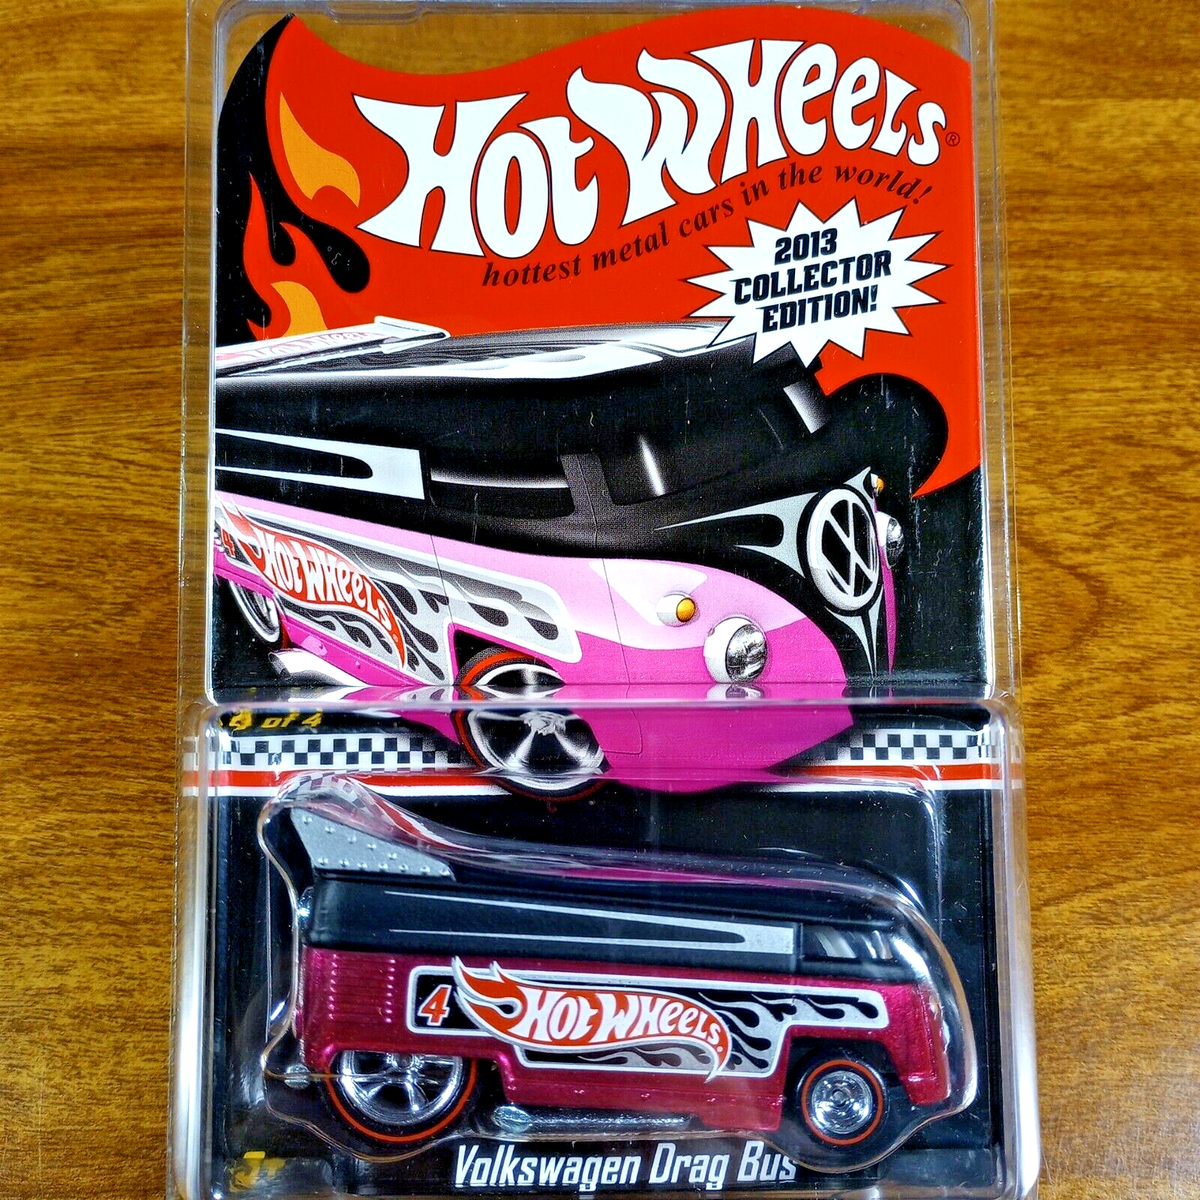 HOT WHEELS®
hottest metal cars in the world!
2013
COLLECTOR
EDITION!
HOT WHEELS
4 of 4
4
HOT WHEELS
Volkswagen Drag Bus